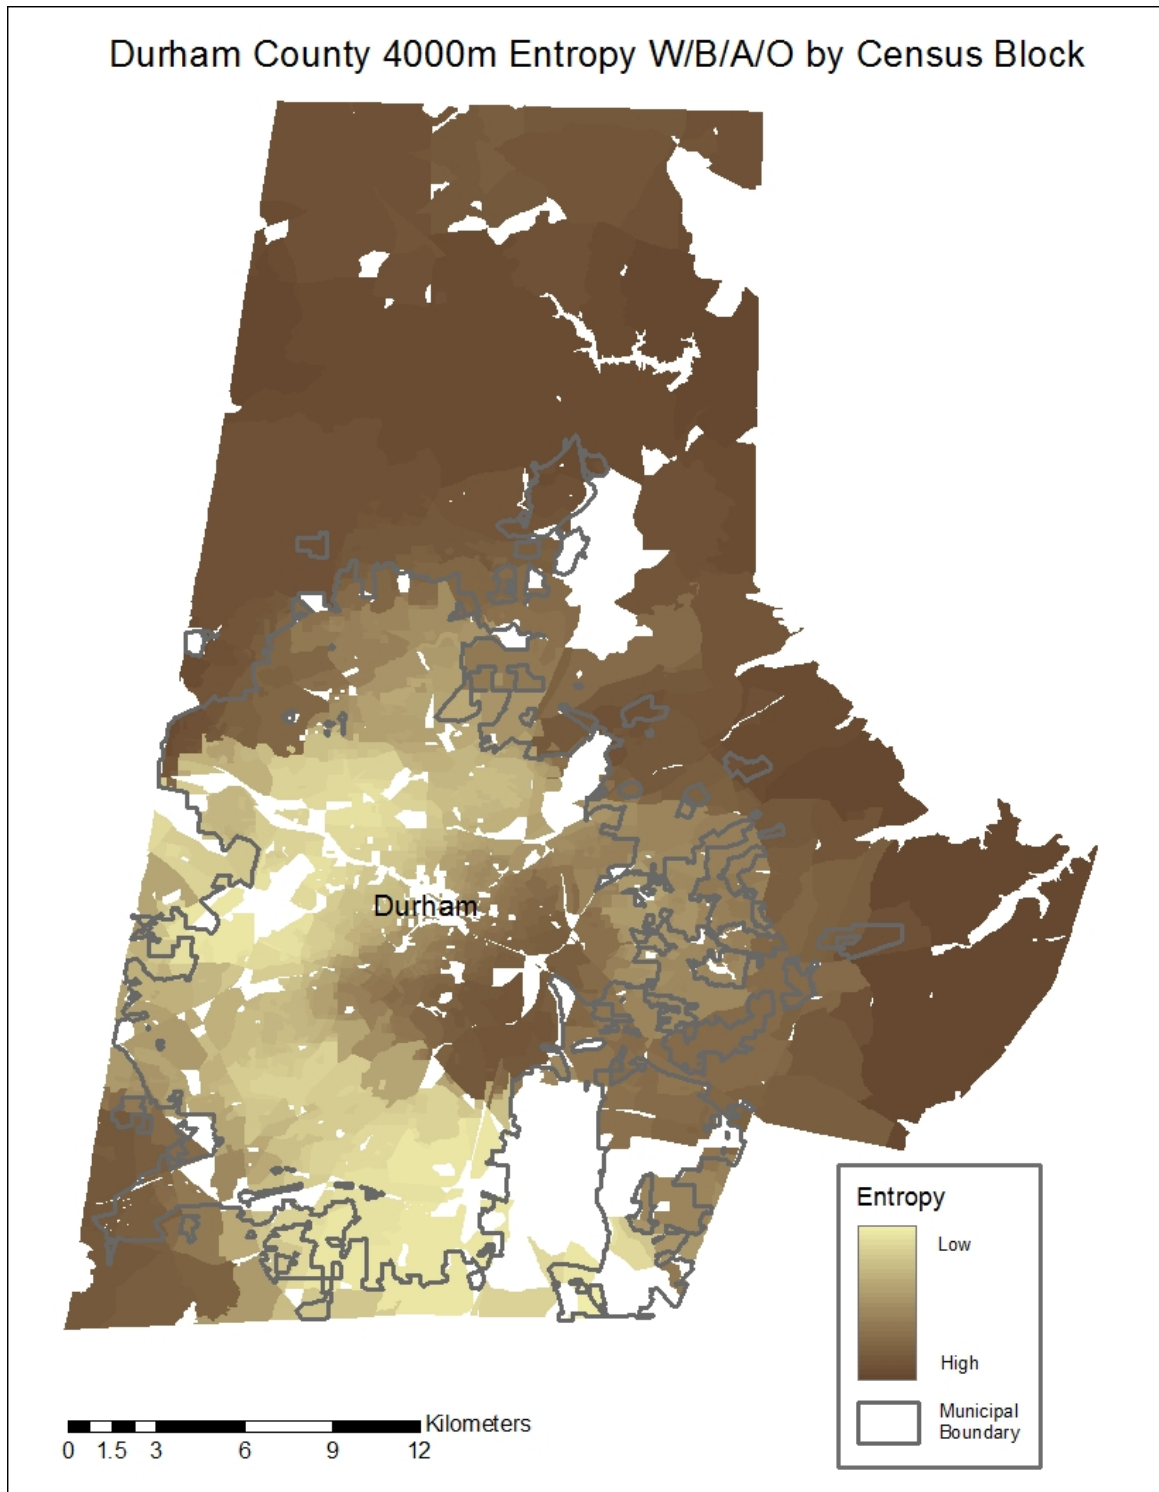 Durham County 4000m Entropy W/B/A/O by Census Block
Durham
Entropy
Low
High
Municipal
Boundary
Kilometers
0 1.5 3 6 9 12